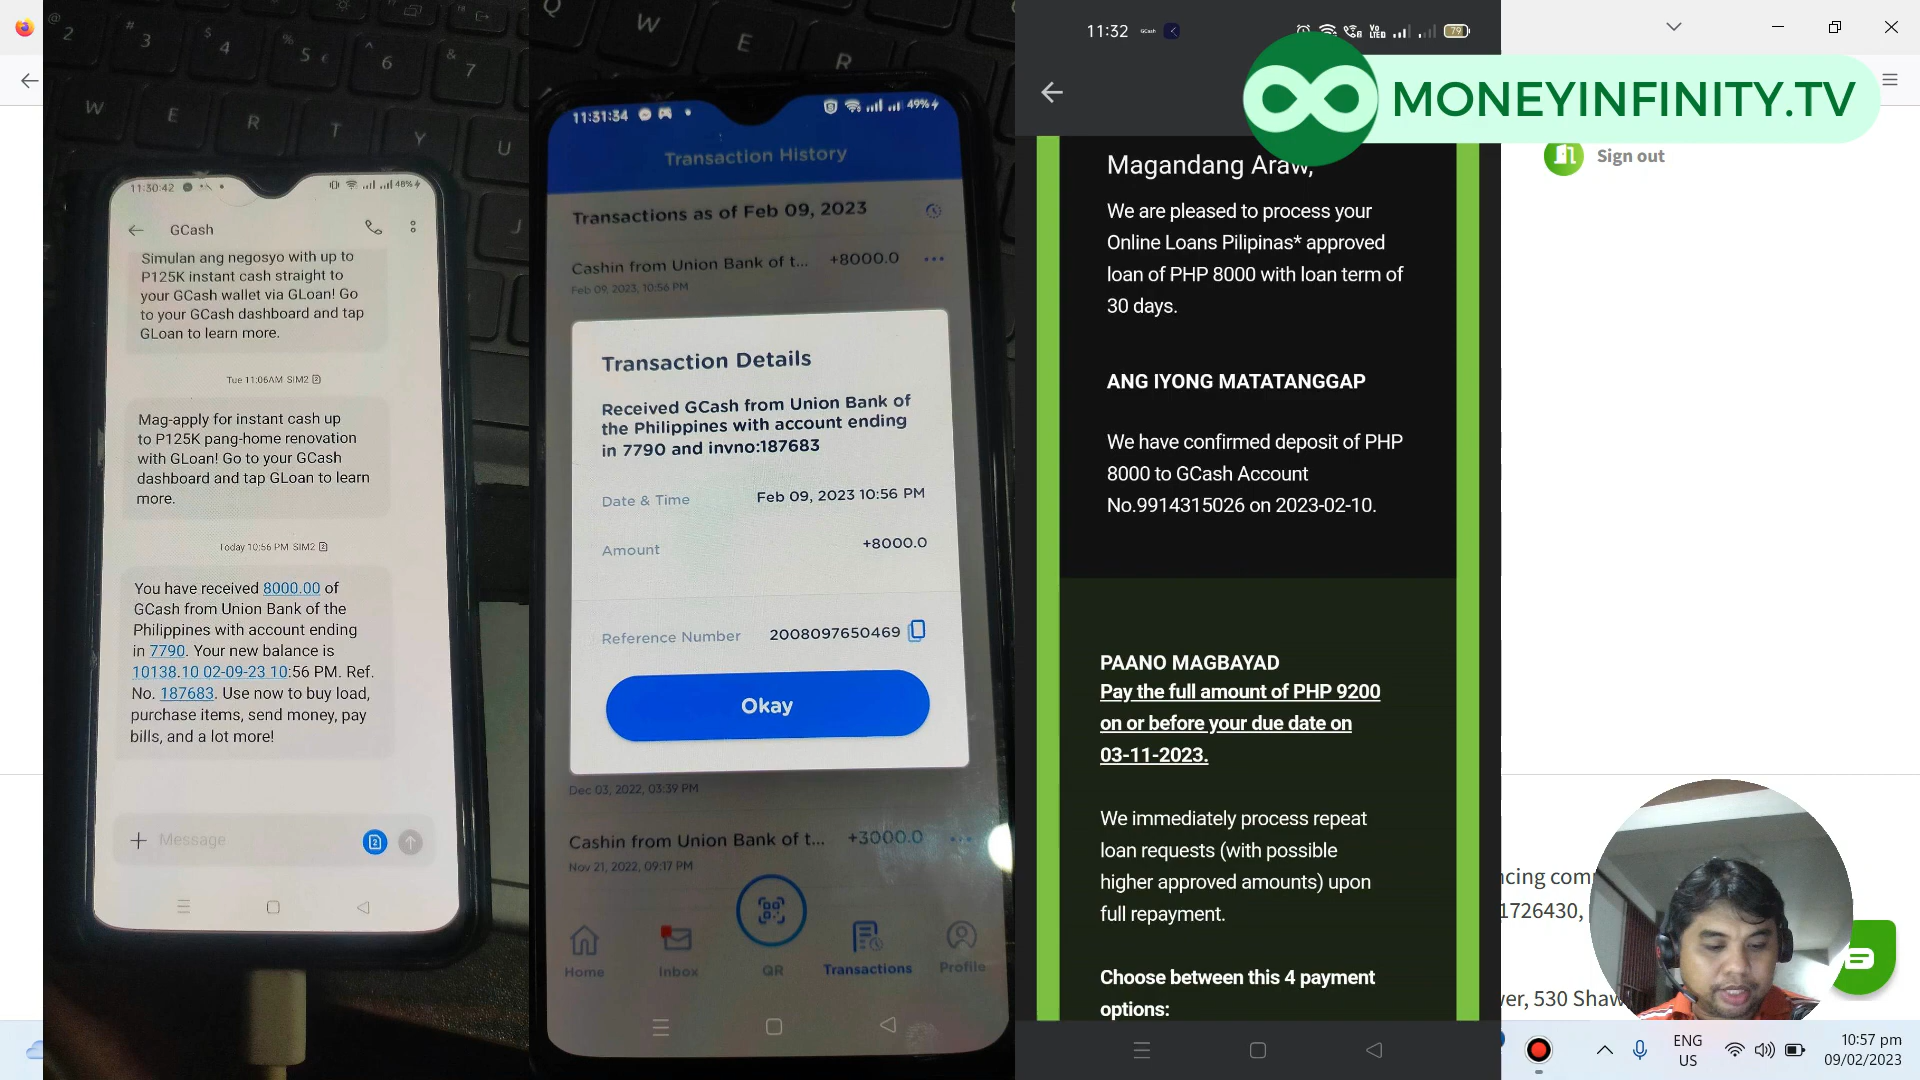 11:30:42
48%
GCash
Simulan ang negosyo with up to
P125K instant cash straight to
your GCash wallet via GLoan! Go
to your GCash dashboard and tap
GLoan to learn more.
Tue 11:06AM SIM2
Mag-apply for instant cash up
to P125K pang-home renovation
with GLoan! Go to your GCash
dashboard and tap GLoan to learn
more.
Today 10:56 PM SIM2
You have received 8000.00 of
GCash from Union Bank of the
Philippines with account ending
in 7790. Your new balance is
10138.10 02-09-23 10:56 PM. Ref.
No. 187683. Use now to buy load,
purchase items, send money, pay
bills, and a lot more!
Message
11:31:34
49%
Transaction History
Transactions as of Feb 09, 2023
Cashin from Union Bank of t... +8000.0
Feb 09, 2023, 10:56 PM
Transaction Details
Received GCash from Union Bank of
the Philippines with account ending
in 7790 and invno:187683
Date & Time Feb 09, 2023 10:56 PM
Amount +8000.0
Reference Number 2008097650469
Okay
Dec 03, 2022, 03:39 PM
Cashin from Union Bank of t... +3000.0
Nov 21, 2022, 09:17 PM
Home Inbox QR Transactions Profile
11:32 GCash
79
MONEYINFINITY.TV
Sign out
Magandang Araw,
We are pleased to process your
Online Loans Pilipinas* approved
loan of PHP 8000 with loan term of
30 days.
ANG IYONG MATATANGGAP
We have confirmed deposit of PHP
8000 to GCash Account
No.9914315026 on 2023-02-10.
PAANO MAGBAYAD
Pay the full amount of PHP 9200
on or before your due date on
03-11-2023.
We immediately process repeat
loan requests (with possible
higher approved amounts) upon
full repayment.
Choose between this 4 payment
options:
1726430,
530 Shaw
ENG
US
10:57 pm
09/02/2023